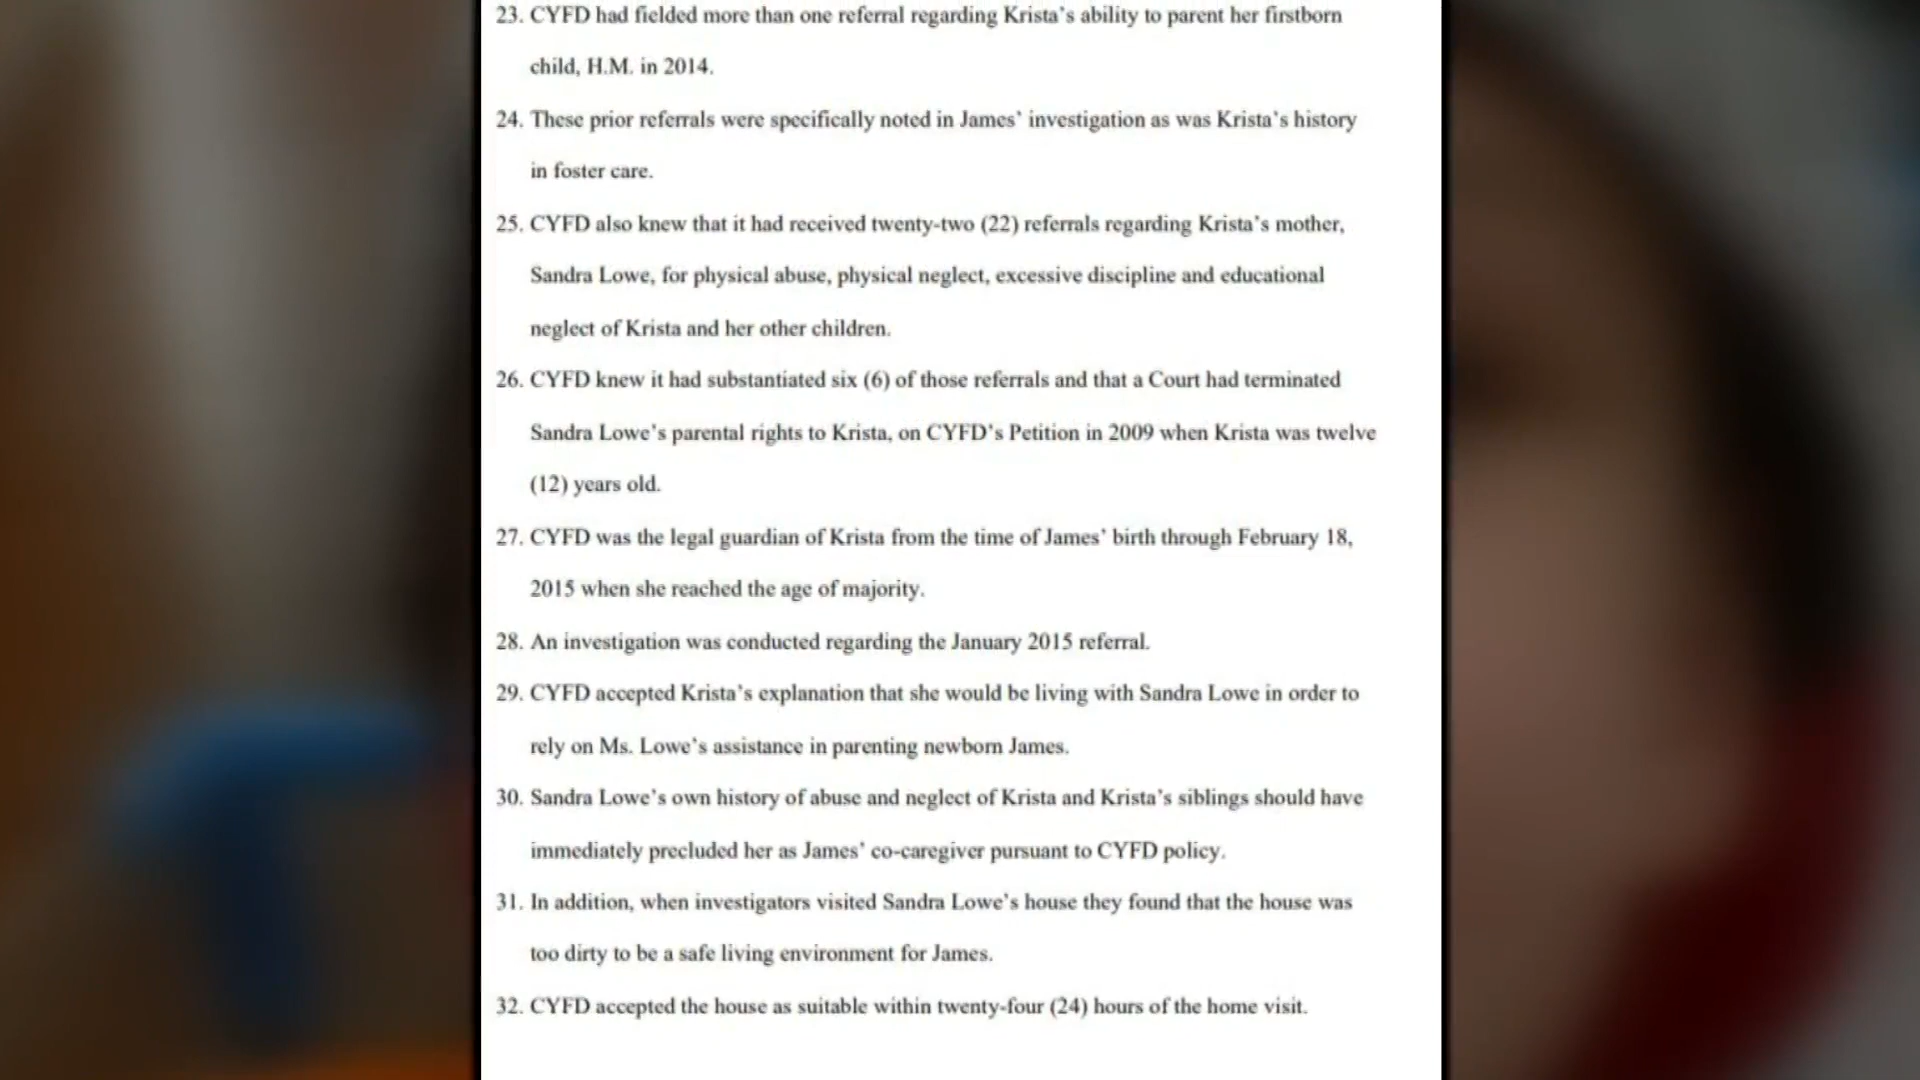 23. CYFD had fielded more than one referral regarding Krista's ability to parent her firstborn
child, H.M. in 2014.
24. These prior referrals were specifically noted in James' investigation as was Krista's history
in foster care.
25. CYFD also knew that it had received twenty-two (22) referrals regarding Krista's mother,
Sandra Lowe, for physical abuse, physical neglect, excessive discipline and educational
neglect of Krista and her other children.
26. CYFD knew it had substantiated six (6) of those referrals and that a Court had terminated
Sandra Lowe's parental rights to Krista, on CYFD's Petition in 2009 when Krista was twelve
(12) years old.
27. CYFD was the legal guardian of Krista from the time of James' birth through February 18,
2015 when she reached the age of majority.
28. An investigation was conducted regarding the January 2015 referral.
29. CYFD accepted Krista's explanation that she would be living with Sandra Lowe in order to
rely on Ms. Lowe's assistance in parenting newborn James.
30. Sandra Lowe's own history of abuse and neglect of Krista and Krista's siblings should have
immediately precluded her as James' co-caregiver pursuant to CYFD policy.
31. In addition, when investigators visited Sandra Lowe's house they found that the house was
too dirty to be a safe living environment for James.
32. CYFD accepted the house as suitable within twenty-four (24) hours of the home visit.